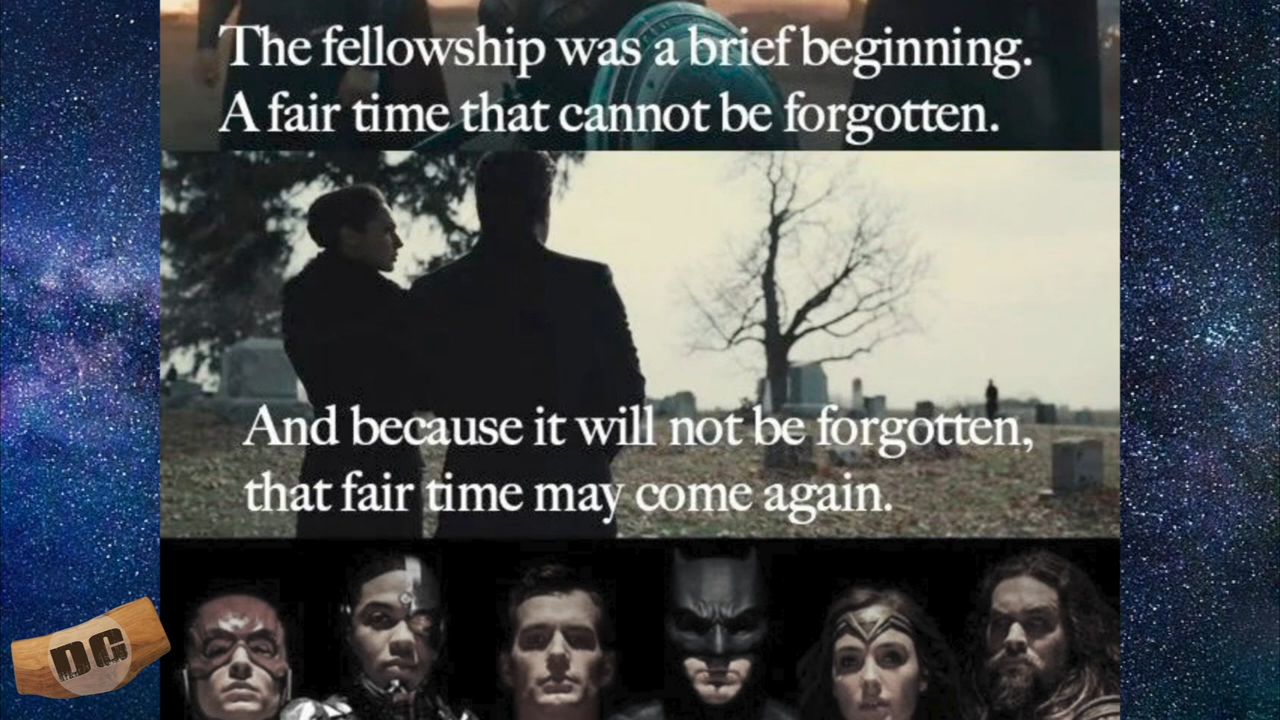 The fellowship was a brief beginning.
A fair time that cannot be forgotten.
And because it will not be forgotten,
that fair time may come again.
DG